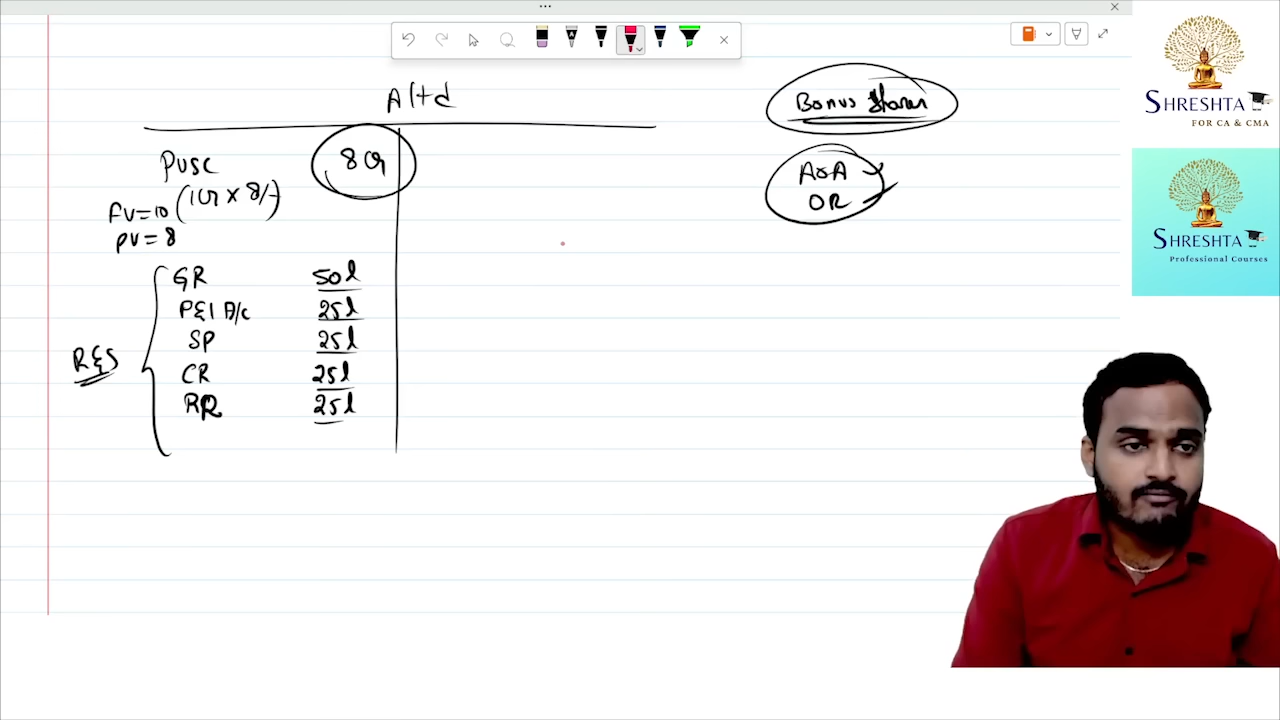 A ltd
PUSC 8 Cr
(1Cr x 8/-)
FV=10
PV=8
GR 50l
P&l A/c 25l
SP 25l
CR 25l
RR 25l
R&S
Bonus Shares
AOA
OR
SHRESHTA
FOR CA & CMA
SHRESHTA
Professional Courses